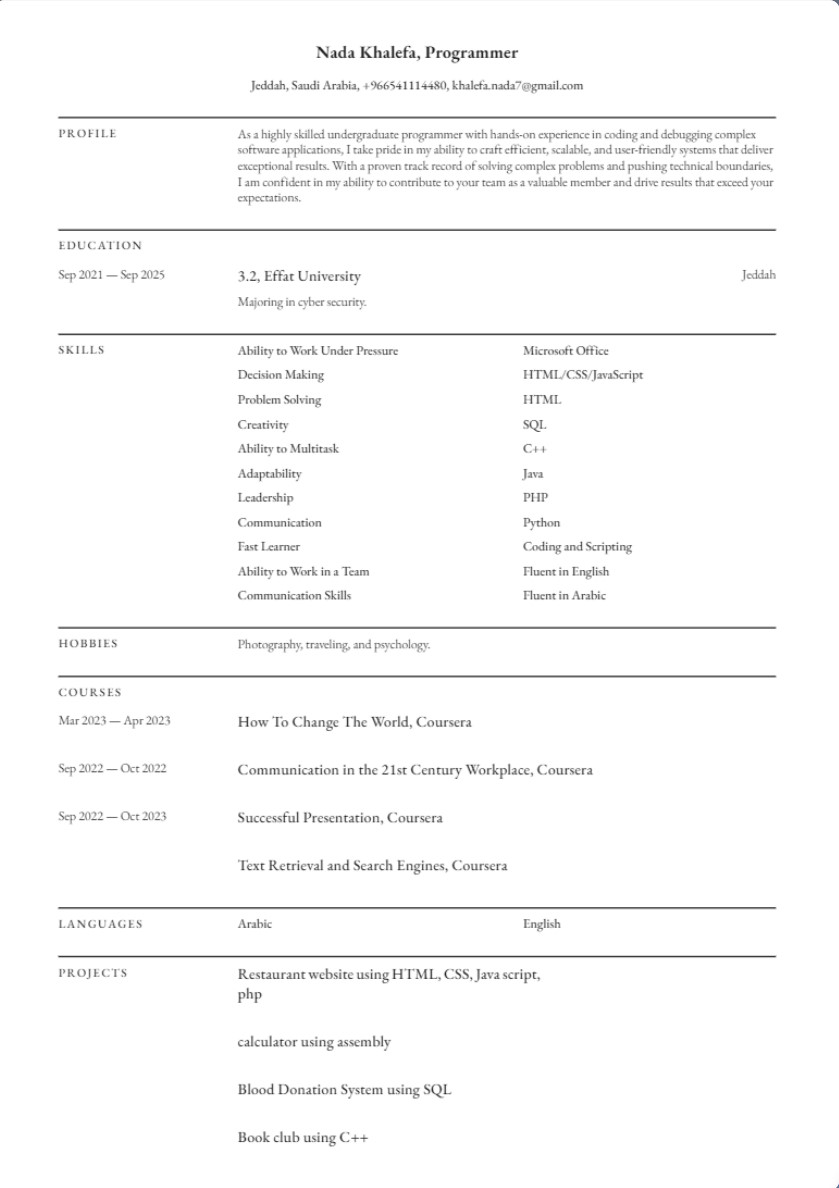 Nada Khalefa, Programmer
Jeddah, Saudi Arabia, +966541114480, khalefa.nada7@gmail.com
PROFILE
As a highly skilled undergraduate programmer with hands-on experience in coding and debugging complex
software applications, I take pride in my ability to craft efficient, scalable, and user-friendly systems that deliver
exceptional results. With a proven track record of solving complex problems and pushing technical boundaries,
I am confident in my ability to contribute to your team as a valuable member and drive results that exceed your
expectations.
EDUCATION
Sep 2021 — Sep 2025 3.2, Effat University Jeddah
Majoring in cyber security.
SKILLS
Ability to Work Under Pressure Microsoft Office
Decision Making HTML/CSS/JavaScript
Problem Solving HTML
Creativity SQL
Ability to Multitask C++
Adaptability Java
Leadership PHP
Communication Python
Fast Learner Coding and Scripting
Ability to Work in a Team Fluent in English
Communication Skills Fluent in Arabic
HOBBIES Photography, traveling, and psychology.
COURSES
Mar 2023 — Apr 2023 How To Change The World, Coursera
Sep 2022 — Oct 2022 Communication in the 21st Century Workplace, Coursera
Sep 2022 — Oct 2023 Successful Presentation, Coursera
Text Retrieval and Search Engines, Coursera
LANGUAGES Arabic English
PROJECTS Restaurant website using HTML, CSS, Java script,
php
calculator using assembly
Blood Donation System using SQL
Book club using C++